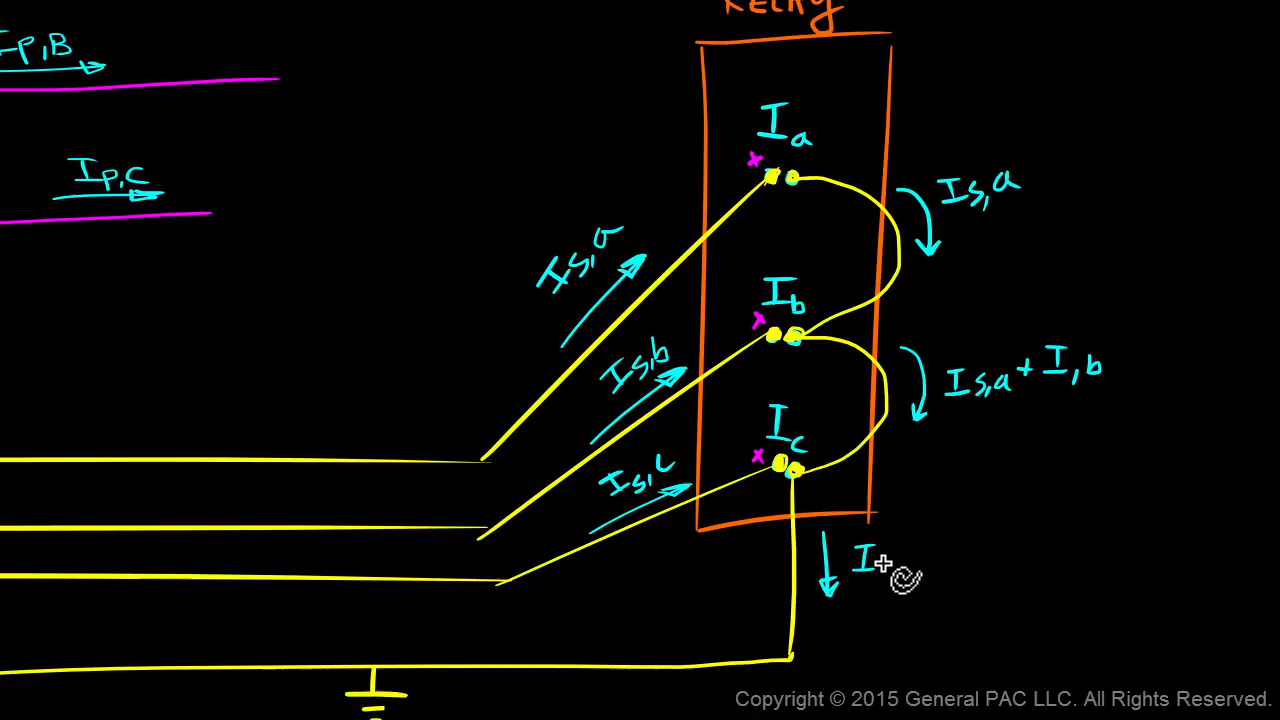 Relay
Ip,B
Ia
Ip,C
Is,a
Is,a
Ib
Is,b
Is,a + I,b
Ic
Is,c
I
Copyright © 2015 General PAC LLC. All Rights Reserved.